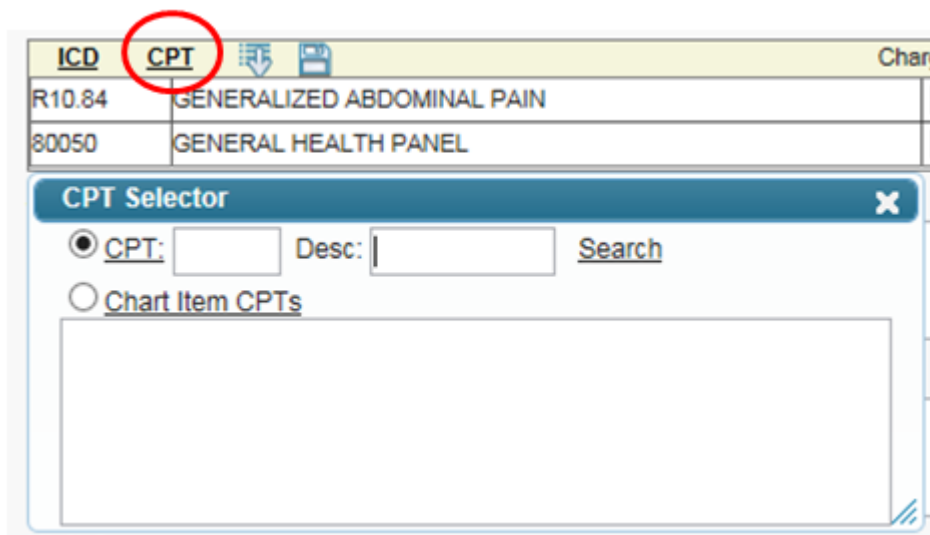 ICD CPT
R10.84 GENERALIZED ABDOMINAL PAIN
80050 GENERAL HEALTH PANEL
CPT Selector
CPT: Desc: Search
Chart Item CPTs